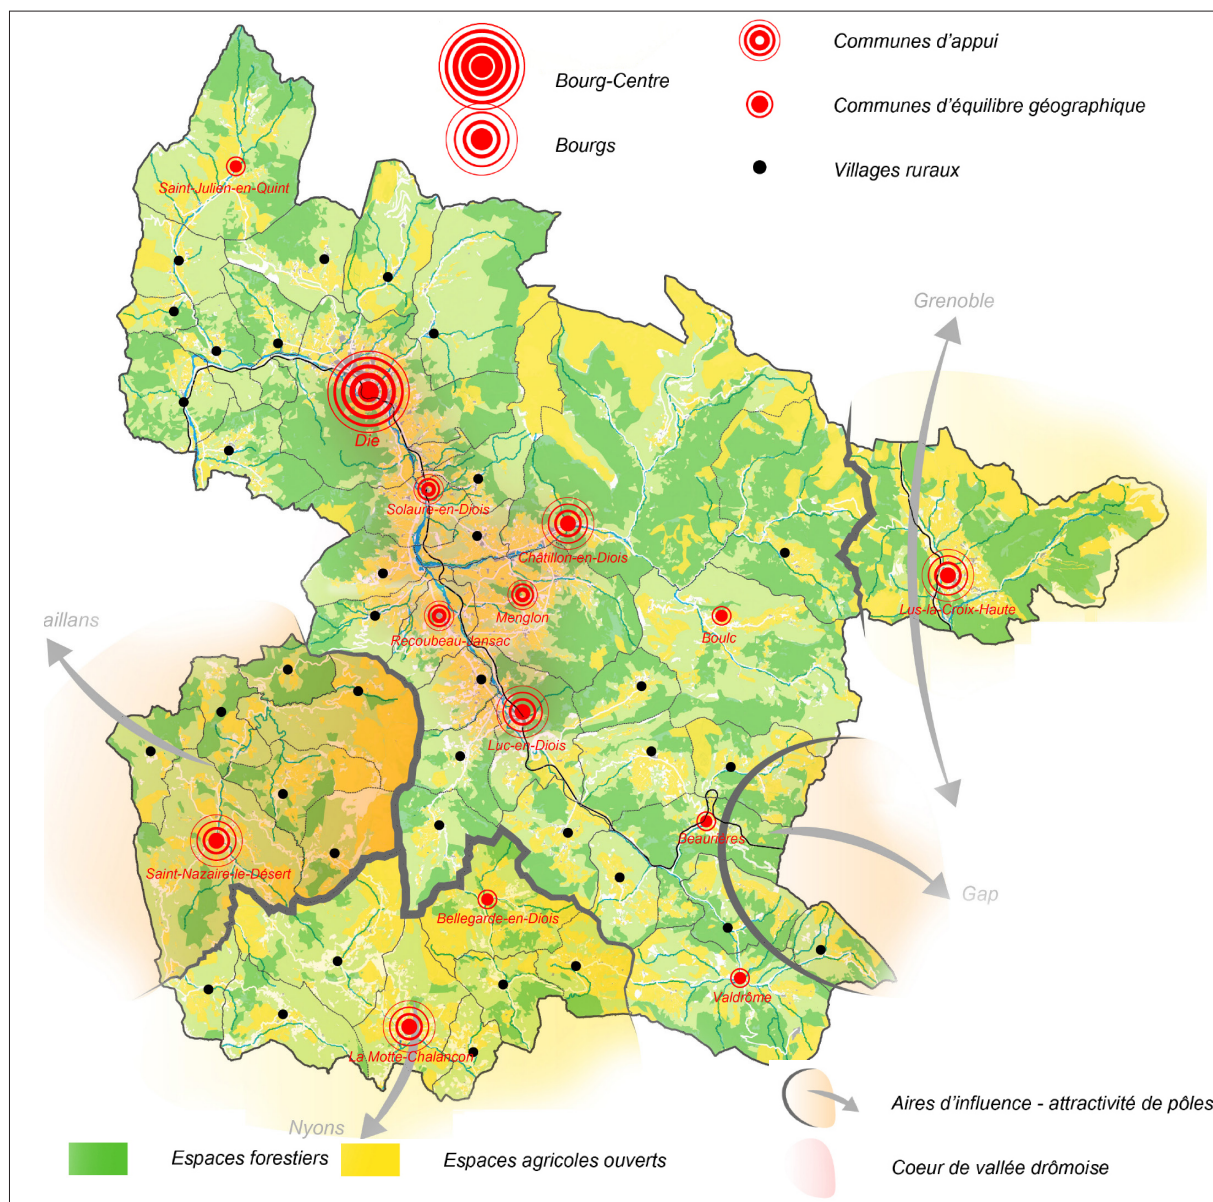 Bourg-Centre
Bourgs
Communes d'appui
Communes d'équilibre géographique
Villages ruraux
Saint-Julien-en-Quint
Grenoble
Die
Solaure-en-Diois
Châtillon-en-Diois
Menglon
Recoubeau-Jansac
Boulc
Lus-la-Croix-Haute
aillans
Luc-en-Diois
Beaurières
Saint-Nazaire-le-Désert
Gap
Bellegarde-en-Diois
Valdrôme
La Motte-Chalancon
Nyons
Aires d'influence - attractivité de pôles
Espaces forestiers
Espaces agricoles ouverts
Coeur de vallée drômoise